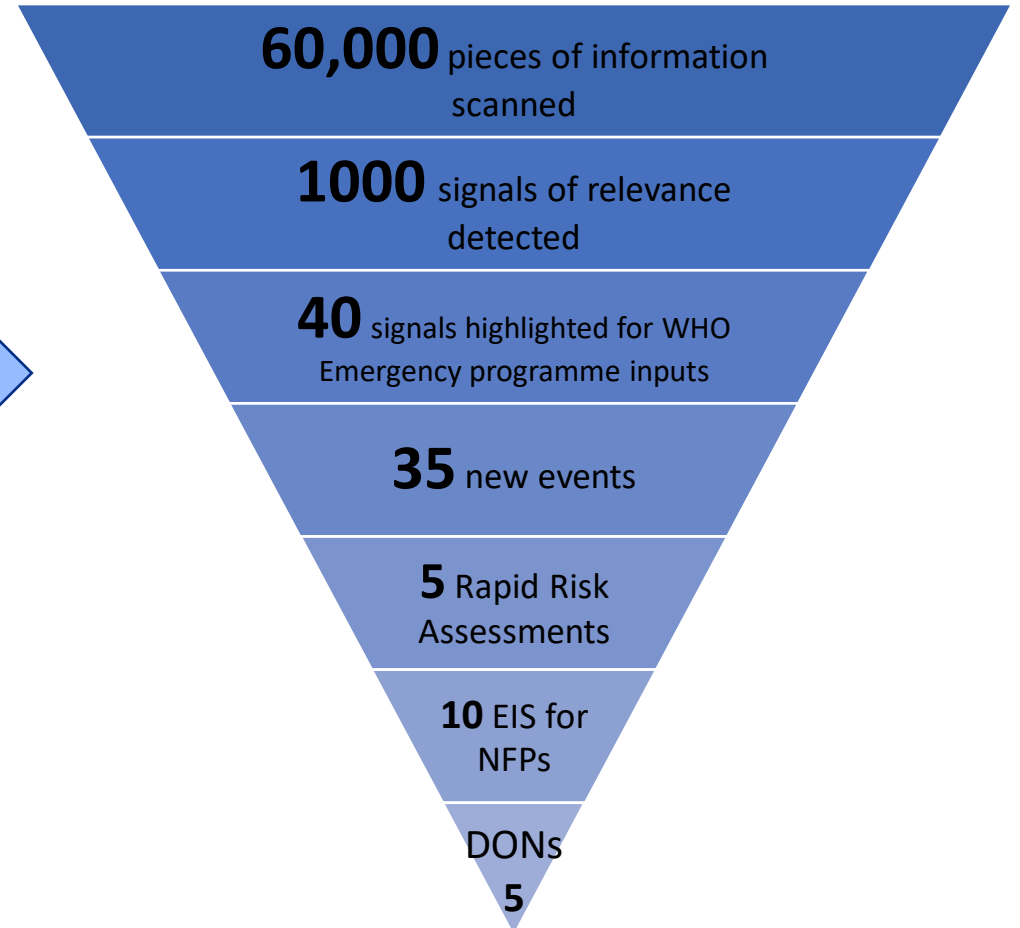 60,000 pieces of information
scanned
1000 signals of relevance
detected
40 signals highlighted for WHO
Emergency programme inputs
35 new events
5 Rapid Risk
Assessments
10 EIS for
NFPs
DONs
5